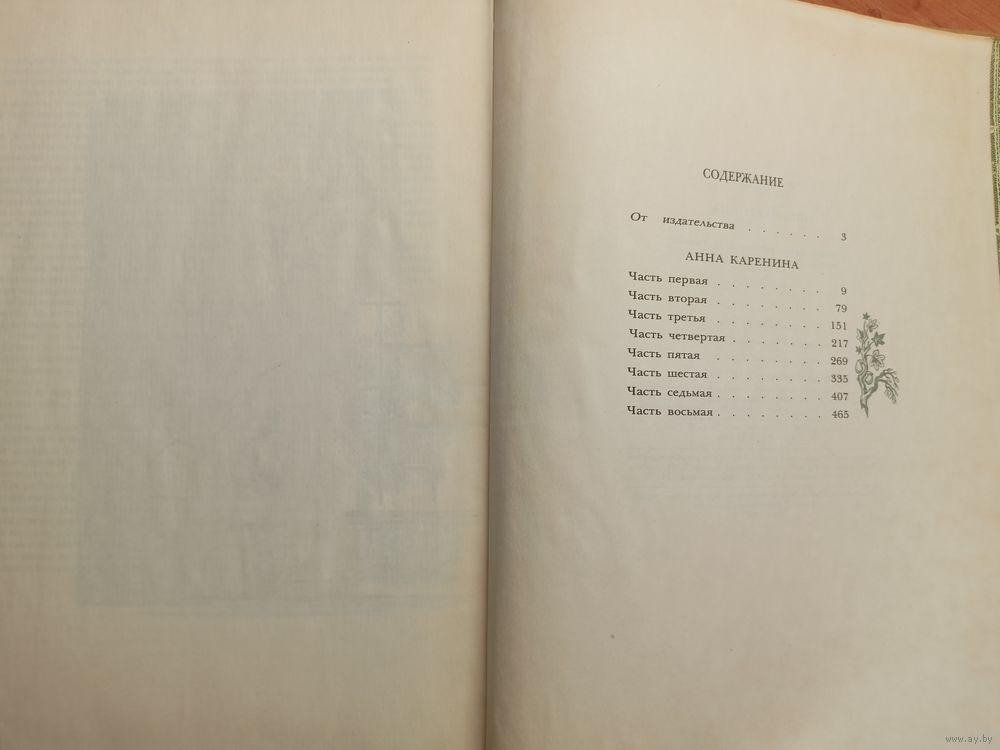 СОДЕРЖАНИЕ
От издательства . . . . . . 3
АННА КАРЕНИНА
Часть первая . . . . . . . . 9
Часть вторая . . . . . . . . 79
Часть третья . . . . . . . . 151
Часть четвертая . . . . . . . 217
Часть пятая . . . . . . . . 269
Часть шестая . . . . . . . . 335
Часть седьмая . . . . . . . . 407
Часть восьмая . . . . . . . . 465
www.ay.by